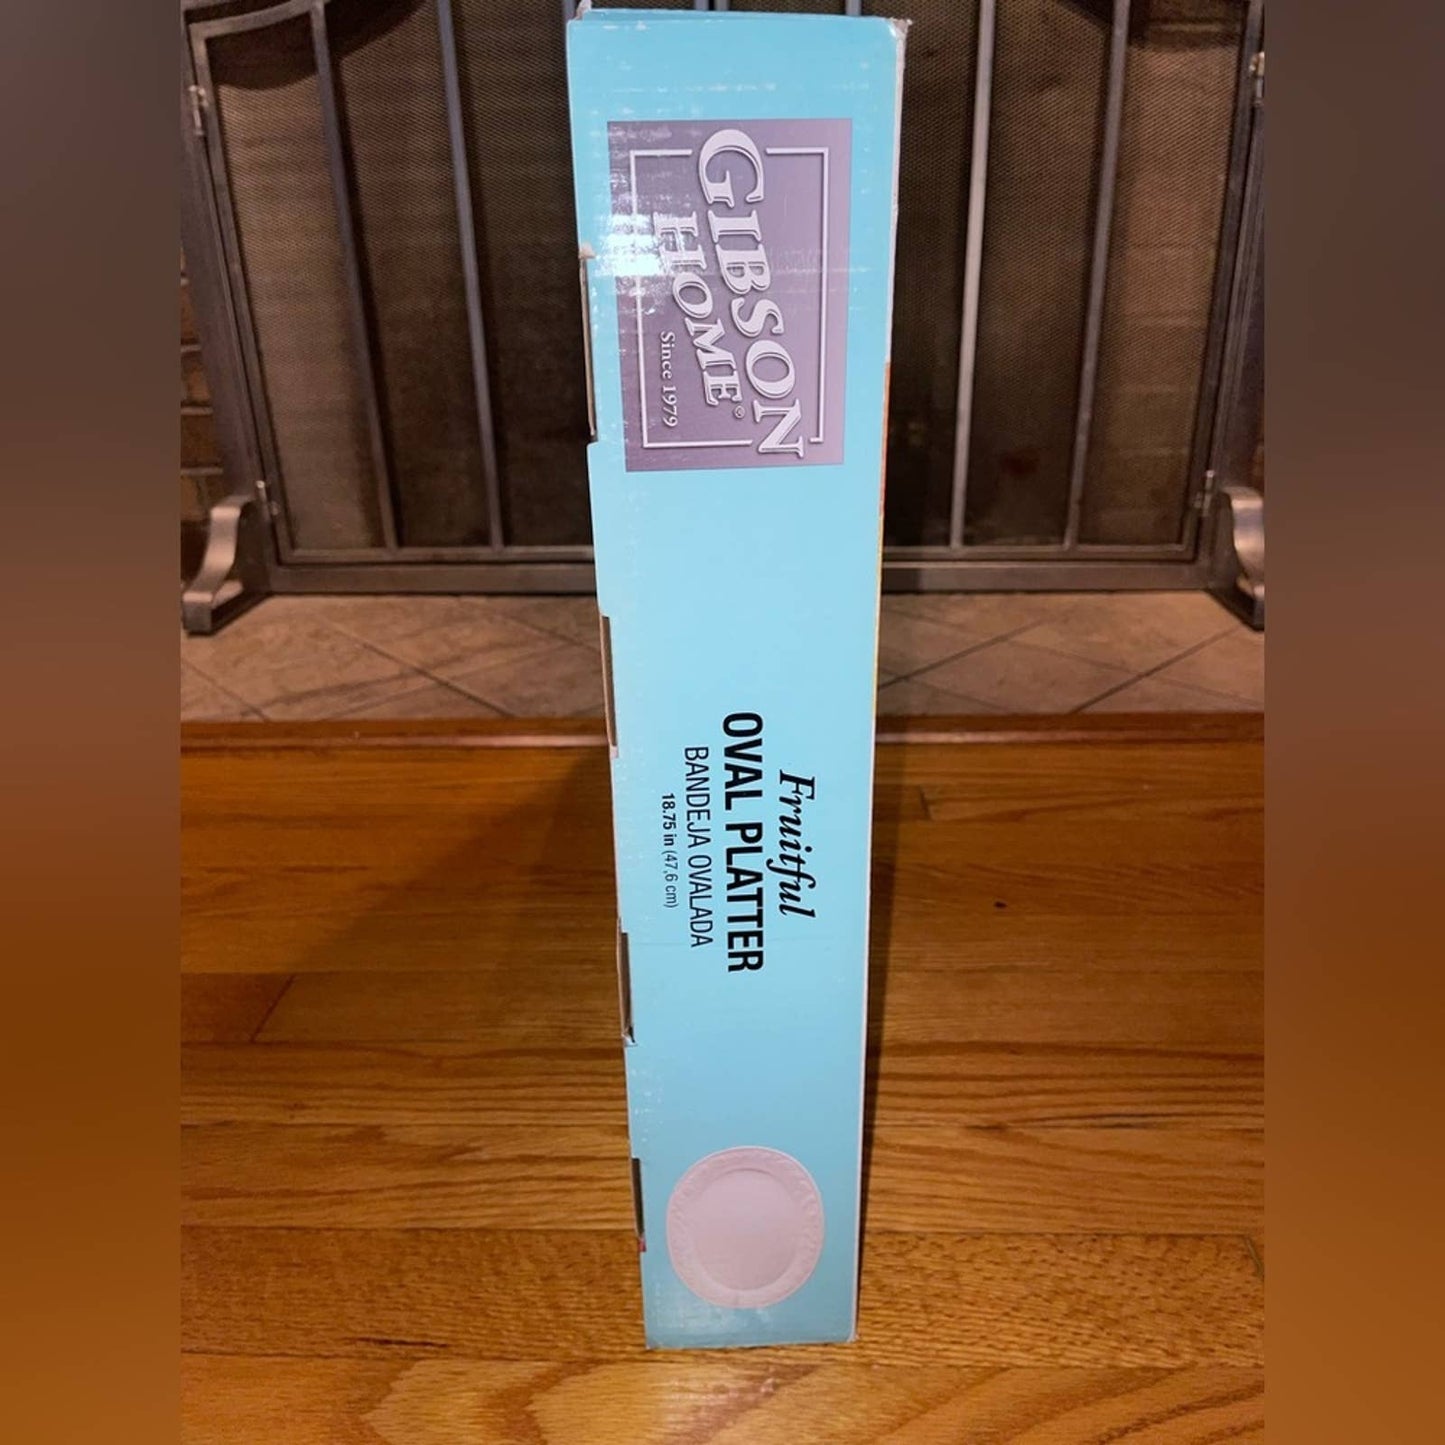 GIBSON
HOME®
Since 1979
Fruitful
OVAL PLATTER
BANDEJA OVALADA
18.75 in (47,6 cm)